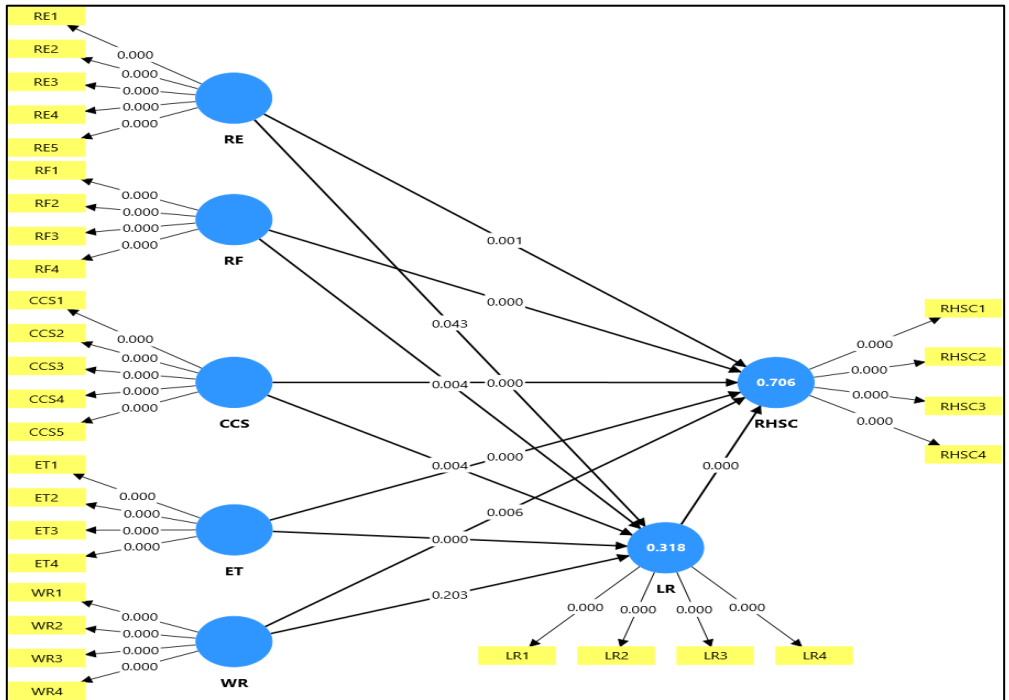 RE1
RE2
RE3
RE4
RE5
0.000
0.000
0.000
0.000
0.000
RE
RF1
RF2
RF3
RF4
0.000
0.000
0.000
0.000
RF
CCS1
CCS2
CCS3
CCS4
CCS5
0.000
0.000
0.000
0.000
0.000
CCS
ET1
ET2
ET3
ET4
0.000
0.000
0.000
0.000
ET
WR1
WR2
WR3
WR4
0.000
0.000
0.000
0.000
WR
0.001
0.000
0.043
0.004
0.000
0.004
0.000
0.006
0.000
0.203
0.000
0.706
RHSC
0.000
0.000
0.000
0.000
RHSC1
RHSC2
RHSC3
RHSC4
0.318
LR
0.000
0.000
0.000
0.000
LR1
LR2
LR3
LR4